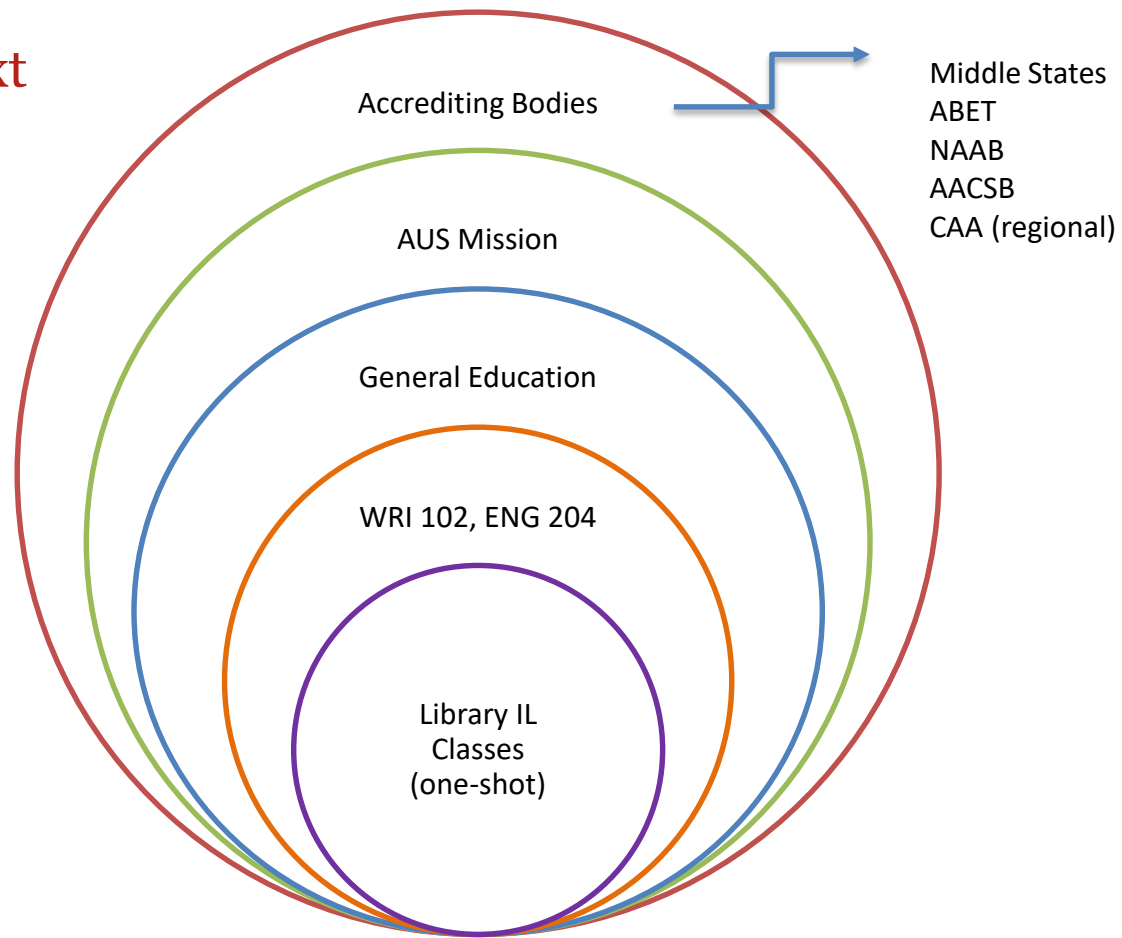 Accrediting Bodies
Middle States
ABET
NAAB
AACSB
CAA (regional)
AUS Mission
General Education
WRI 102, ENG 204
Library IL
Classes
(one-shot)